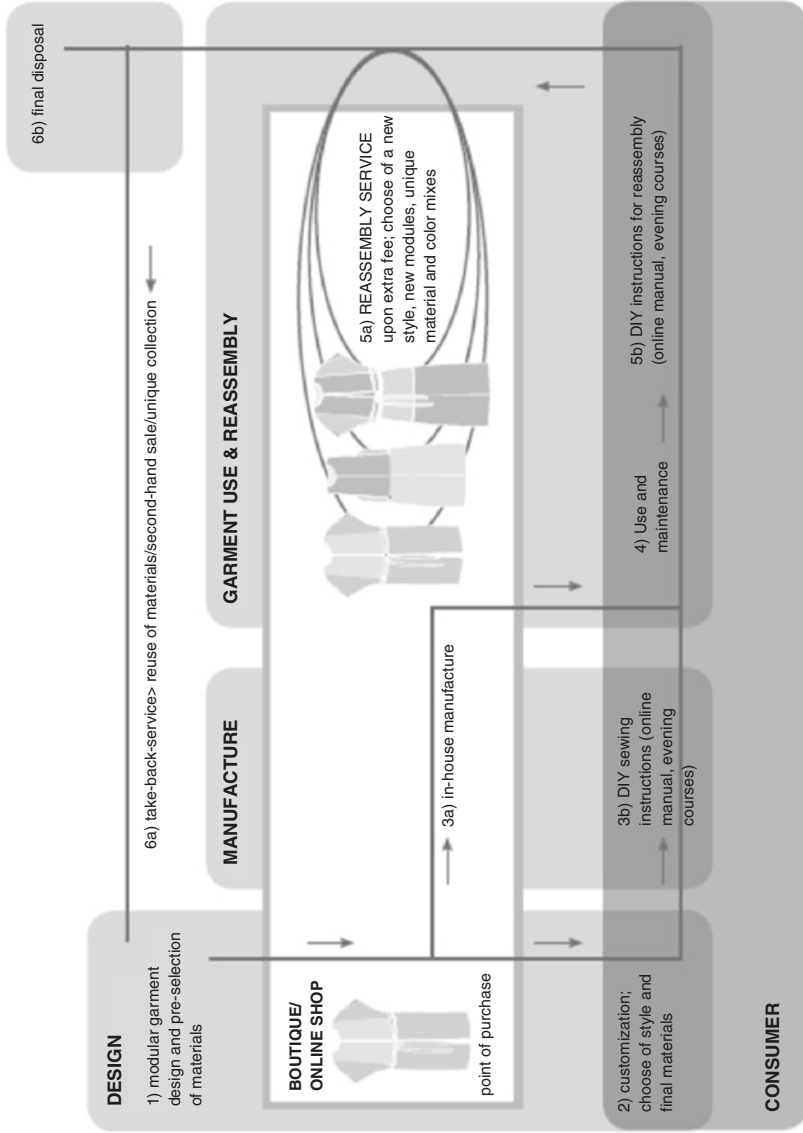 DESIGN
1) modular garment
design and pre-selection
of materials
6a) take-back-service> reuse of materials/second-hand sale/unique collection
6b) final disposal
MANUFACTURE
GARMENT USE & REASSEMBLY
BOUTIQUE/
ONLINE SHOP
point of purchase
3a) in-house manufacture
5a) REASSEMBLY SERVICE
upon extra fee; choose of a new
style, new modules, unique
material and color mixes
2) customization;
choose of style and
final materials
3b) DIY sewing
instructions (online
manual, evening
courses)
4) Use and
maintenance
5b) DIY instructions for reassembly
(online manual, evening courses)
CONSUMER